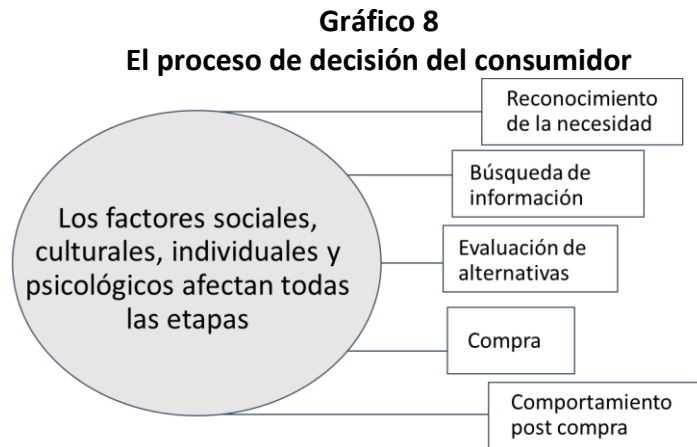 Gráfico 8
El proceso de decisión del consumidor
Reconocimiento
de la necesidad
Búsqueda de
información
Los factores sociales,
culturales, individuales y
psicológicos afectan todas
las etapas
Evaluación de
alternativas
Compra
Comportamiento
post compra